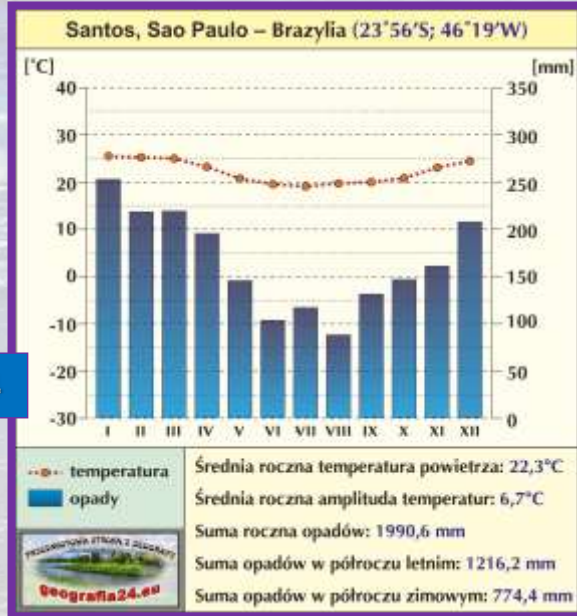 Santos, Sao Paulo – Brazylia (23°56'S; 46°19'W)
[°C] [mm]
40 350
30 300
20 250
10 200
0 150
-10 100
-20 50
-30 0
I II III IV V VI VII VIII IX X XI XII
temperatura
opady
Średnia roczna temperatura powietrza: 22,3°C
Średnia roczna amplituda temperatur: 6,7°C
Suma roczna opadów: 1990,6 mm
Suma opadów w półroczu letnim: 1216,2 mm
Suma opadów w półroczu zimowym: 774,4 mm
PRZEDMIOTOWA STRONA Z GEOGRAFII
geografia24.eu